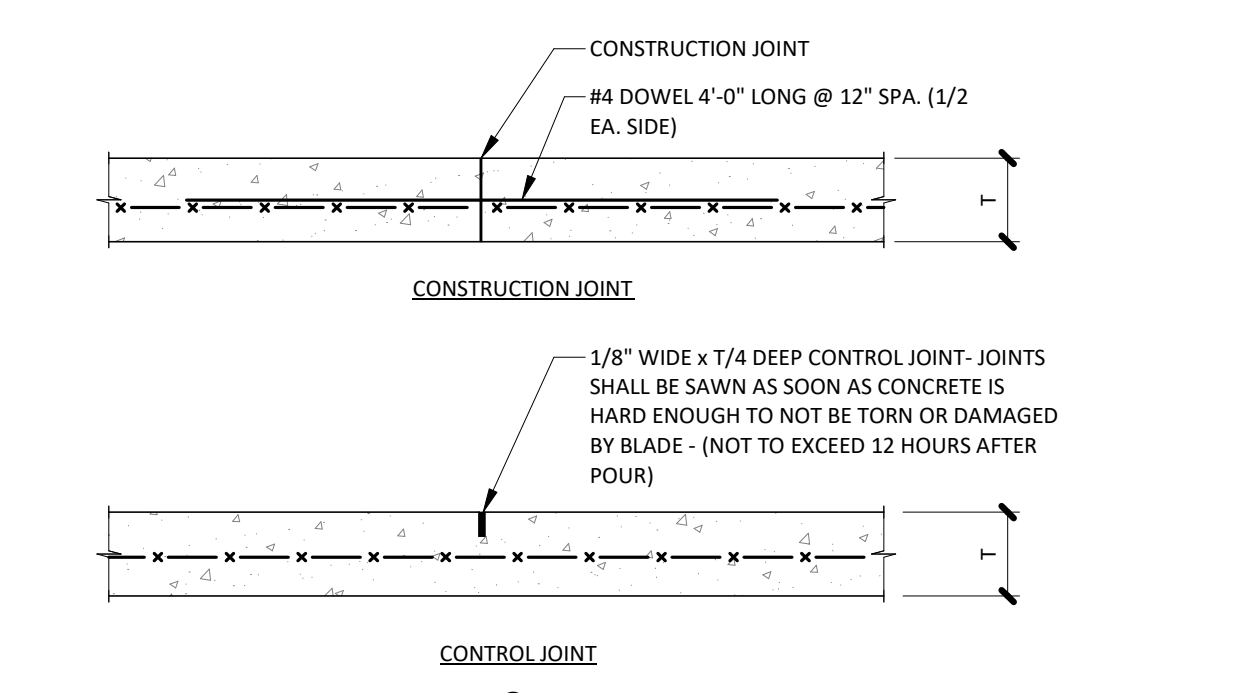 CONSTRUCTION JOINT
#4 DOWEL 4'-0" LONG @ 12" SPA. (1/2
EA. SIDE)
T
CONSTRUCTION JOINT
1/8" WIDE x T/4 DEEP CONTROL JOINT- JOINTS
SHALL BE SAWN AS SOON AS CONCRETE IS
HARD ENOUGH TO NOT BE TORN OR DAMAGED
BY BLADE - (NOT TO EXCEED 12 HOURS AFTER
POUR)
T
CONTROL JOINT